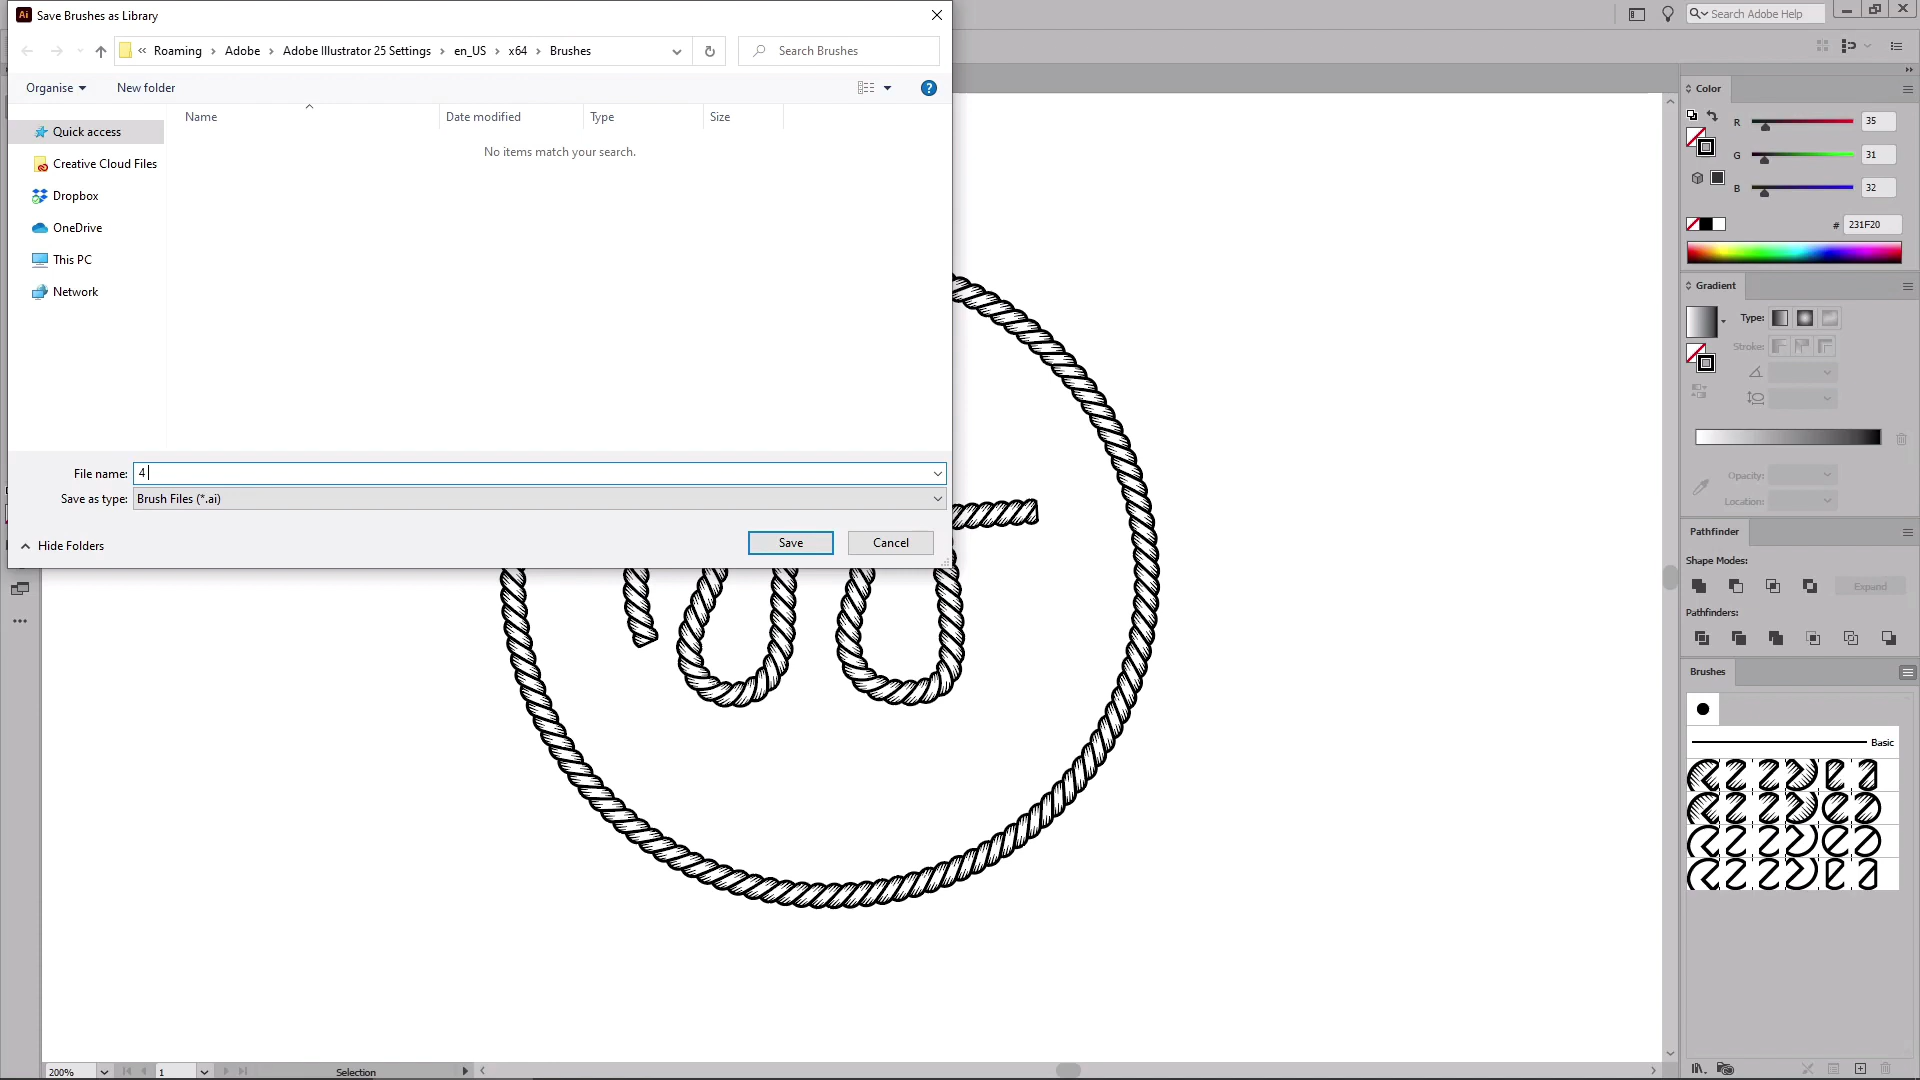 Save Brushes as Library
Search Adobe Help
« Roaming > Adobe > Adobe Illustrator 25 Settings > en_US > x64 > Brushes
Search Brushes
Organise
New folder
Name
Date modified
Type
Size
No items match your search.
Quick access
Creative Cloud Files
Dropbox
OneDrive
This PC
Network
File name: 4
Save as type: Brush Files (*.ai)
Hide Folders
Save
Cancel
Color
R 35
G 31
B 32
# 231F20
Gradient
Type:
Stroke:
Opacity:
Location:
Pathfinder
Shape Modes:
Expand
Pathfinders:
Brushes
Basic
200%
1
Selection